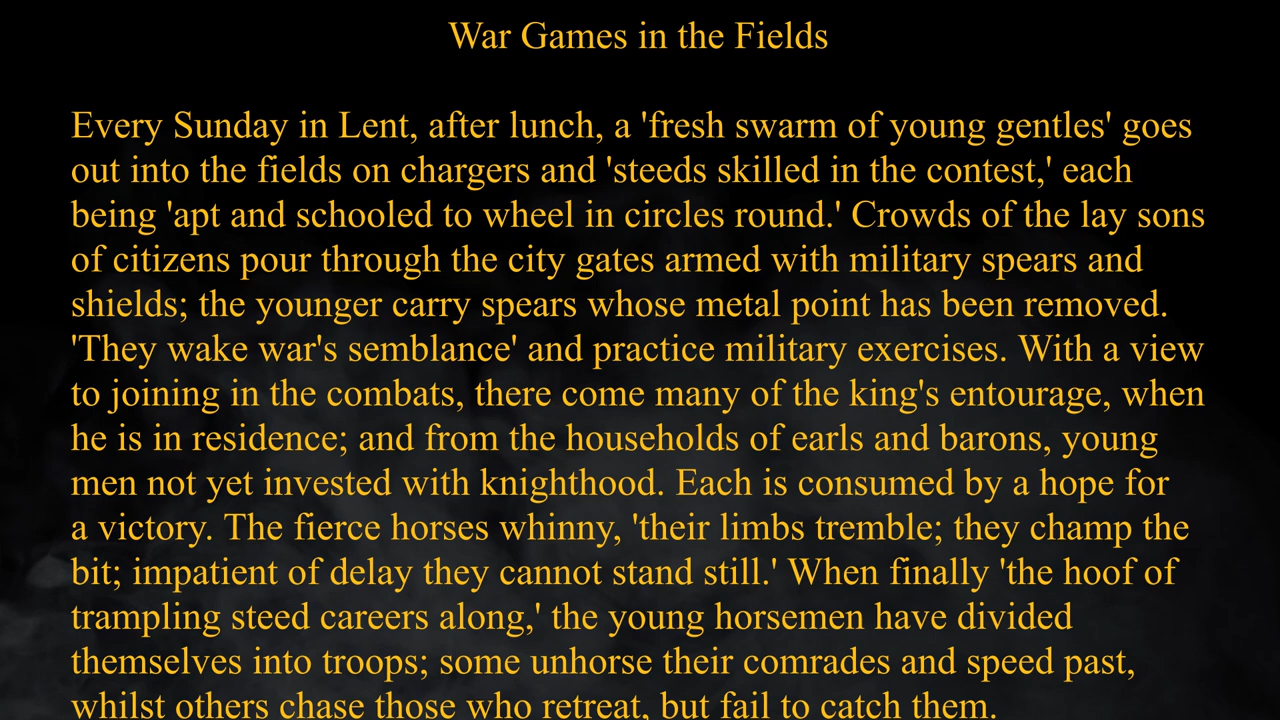 War Games in the Fields
Every Sunday in Lent, after lunch, a 'fresh swarm of young gentles' goes
out into the fields on chargers and 'steeds skilled in the contest,' each
being 'apt and schooled to wheel in circles round.' Crowds of the lay sons
of citizens pour through the city gates armed with military spears and
shields; the younger carry spears whose metal point has been removed.
'They wake war's semblance' and practice military exercises. With a view
to joining in the combats, there come many of the king's entourage, when
he is in residence; and from the households of earls and barons, young
men not yet invested with knighthood. Each is consumed by a hope for
a victory. The fierce horses whinny, 'their limbs tremble; they champ the
bit; impatient of delay they cannot stand still.' When finally 'the hoof of
trampling steed careers along,' the young horsemen have divided
themselves into troops; some unhorse their comrades and speed past,
whilst others chase those who retreat, but fail to catch them.